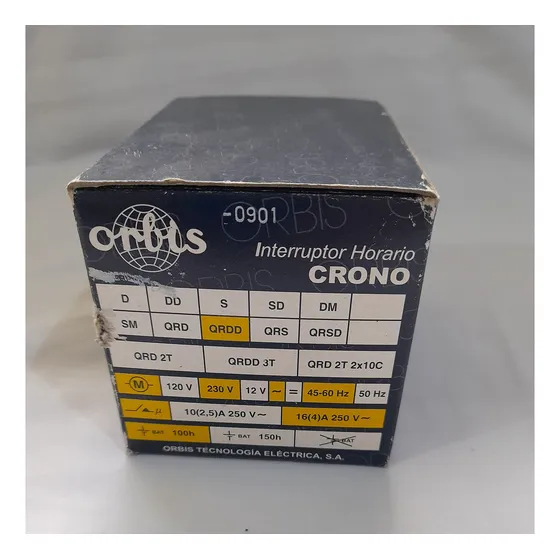 -0901
orbis
Interruptor Horario
CRONO
D DD S SD DM
SM QRD QRDD QRS QRSD
QRD 2T QRDD 3T QRD 2T 2x10C
M 120 V 230 V 12 V ~ = 45-60 Hz 50 Hz
µ 10(2,5)A 250 V~ 16(4)A 250 V~
BAT 100h BAT 150h BAT
ORBIS TECNOLOGÍA ELÉCTRICA, S.A.
ORBIS
ORBIS